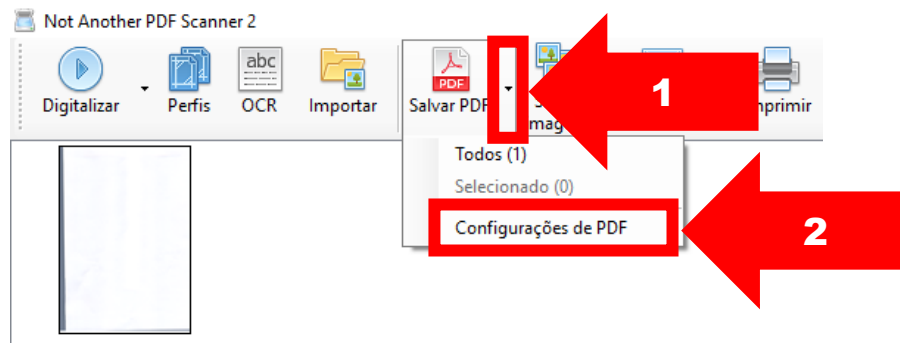 Not Another PDF Scanner 2
abc
PDF
Digitalizar Perfis OCR Importar Salvar PDF
1
Todos (1)
Selecionado (0)
Configurações de PDF
2